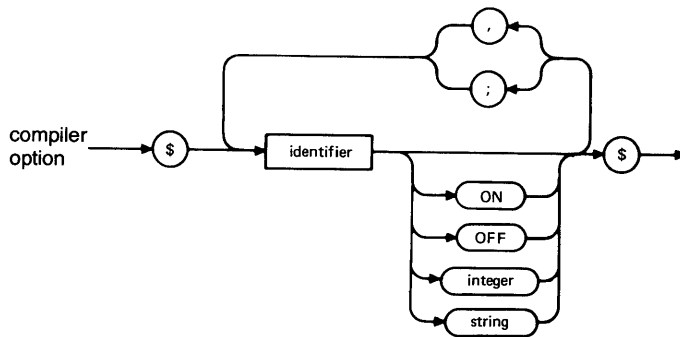 ,
;
compiler
option
$
identifier
$
ON
OFF
integer
string